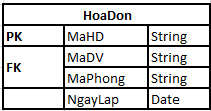 HoaDon
PK MaHD String
FK MaDV String
MaPhong String
NgayLap Date